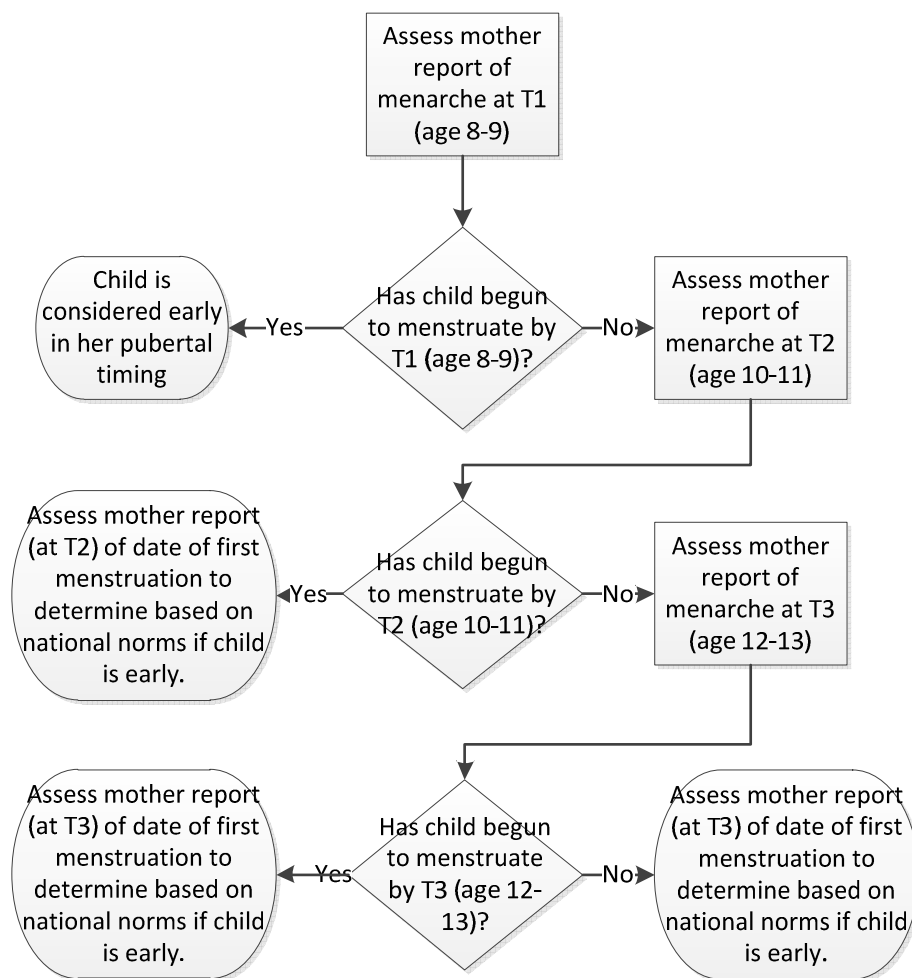 Assess mother
report of
menarche at T1
(age 8-9)
Child is
considered early
in her pubertal
timing
Yes
Has child begun
to menstruate by
T1 (age 8-9)?
No
Assess mother
report of
menarche at T2
(age 10-11)
Assess mother report
(at T2) of date of first
menstruation to
determine based on
national norms if child
is early.
Yes
Has child begun
to menstruate by
T2 (age 10-11)?
No
Assess mother
report of
menarche at T3
(age 12-13)
Assess mother report
(at T3) of date of first
menstruation to
determine based on
national norms if child
is early.
Yes
Has child begun
to menstruate
by T3 (age 12-
13)?
No
Assess mother report
(at T3) of date of first
menstruation to
determine based on
national norms if child
is early.